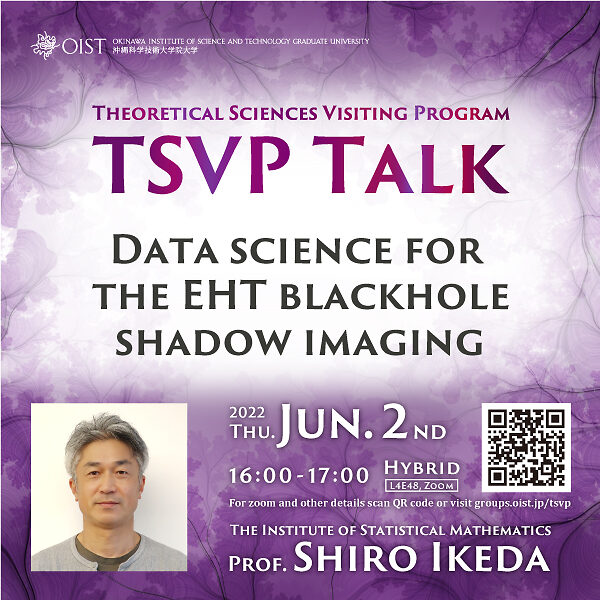 OIST OKINAWA INSTITUTE OF SCIENCE AND TECHNOLOGY GRADUATE UNIVERSITY
沖縄科学技術大学院大学
THEORETICAL SCIENCES VISITING PROGRAM
TSVP TALK
DATA SCIENCE FOR
THE EHT BLACKHOLE
SHADOW IMAGING
2022
THU. JUN. 2ND
16:00-17:00 HYBRID
L4E48, ZOOM
For zoom and other details scan QR code or visit groups.oist.jp/tsvp
THE INSTITUTE OF STATISTICAL MATHEMATICS
PROF. SHIRO IKEDA